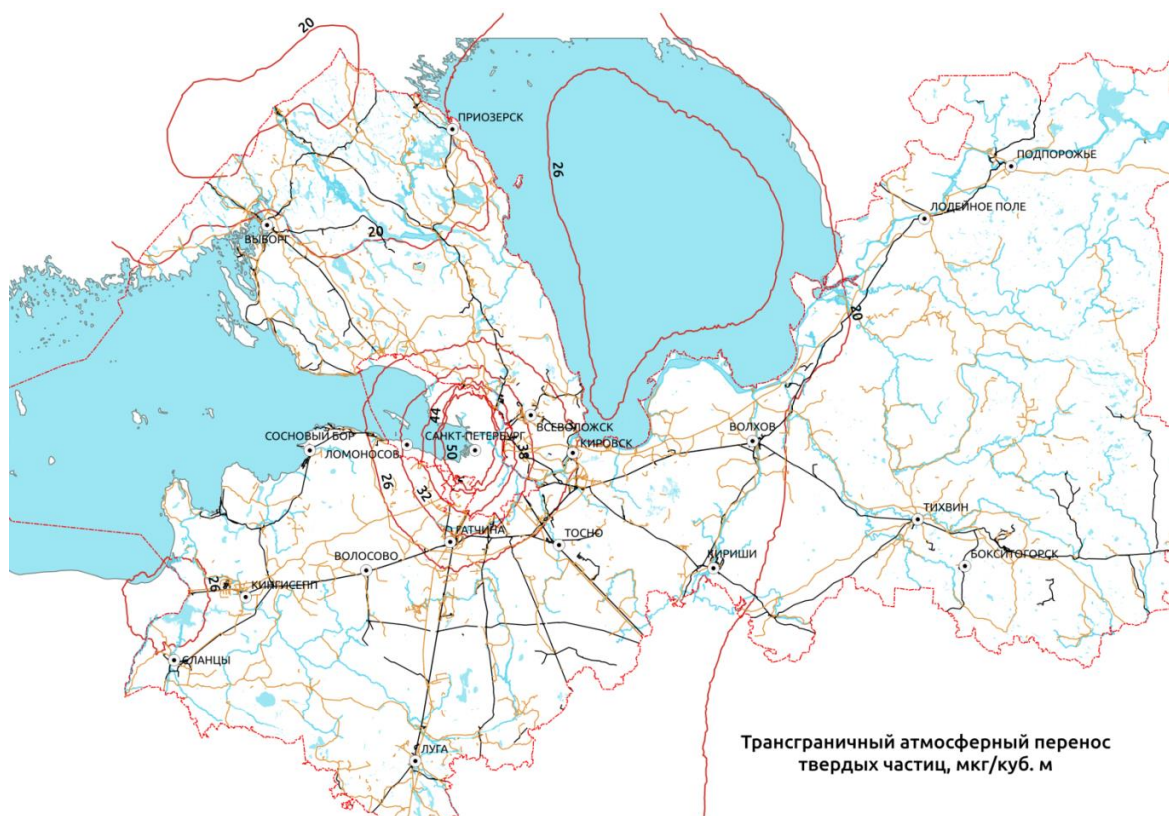 20
ПРИОЗЕРСК
ПОДПОРОЖЬЕ
26
ЛОДЕЙНОЕ ПОЛЕ
ВЫБОРГ
20
20
44
ВСЕВОЛОЖСК
СОСНОВЫЙ БОР
САНКТ-ПЕТЕРБУРГ
ВОЛХОВ
ЛОМОНОСОВ
50
38
КИРОВСК
26
32
ТИХВИН
ГАТЧИНА
ТОСНО
ВОЛОСОВО
КИРИШИ
БОКСИТОГОРСК
26
КИНГИСЕПП
СЛАНЦЫ
ЛУГА
Трансграничный атмосферный перенос
твердых частиц, мкг/куб. м